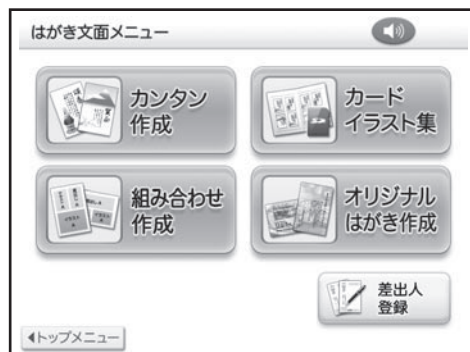 はがき文面メニュー
カンタン
作成
カード
イラスト集
組み合わせ
作成
オリジナル
はがき作成
差出人
登録
◀トップメニュー